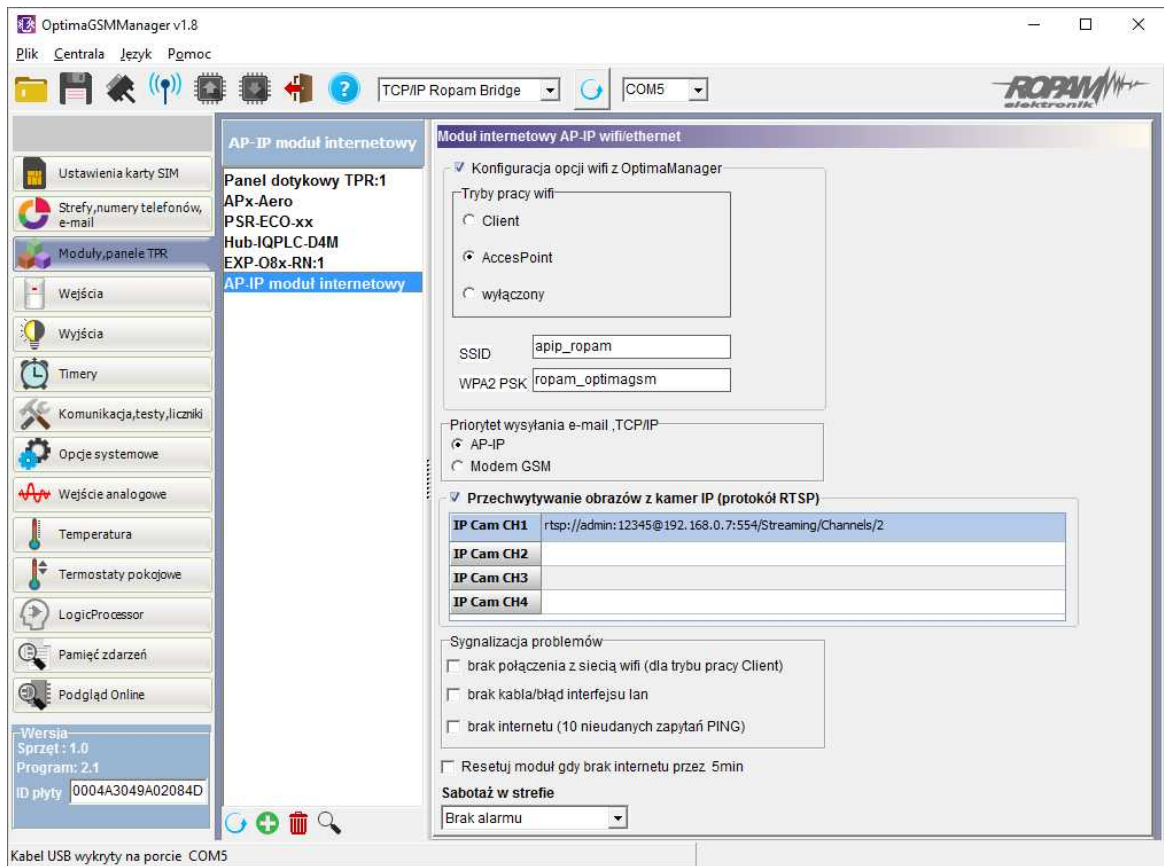 OptimaGSMManager v1.8
Plik Centrala Język Pomoc
TCP/IP Ropam Bridge
COM5
ROPAM
elektronik
Ustawienia karty SIM
Strefy,numery telefonów,
e-mail
Moduły,panele TPR
Wejścia
Wyjścia
Timery
Komunikacja,testy,liczniki
Opcje systemowe
Wejście analogowe
Temperatura
Termostaty pokojowe
LogicProcessor
Pamięć zdarzeń
Podgląd Online
Wersja
Sprzęt : 1.0
Program: 2.1
ID płyty 0004A3049A02084D
AP-IP moduł internetowy
Panel dotykowy TPR:1
APx-Aero
PSR-ECO-xx
Hub-IQPLC-D4M
EXP-O8x-RN:1
AP-IP moduł internetowy
Moduł internetowy AP-IP wifi/ethernet
Konfiguracja opcji wifi z OptimaManager
Tryby pracy wifi
Client
AccesPoint
wyłączony
SSID apip_ropam
WPA2 PSK ropam_optimagsm
Priorytet wysyłania e-mail ,TCP/IP
AP-IP
Modem GSM
Przechwytywanie obrazów z kamer IP (protokół RTSP)
IP Cam CH1 rtsp://admin:12345@192.168.0.7:554/Streaming/Channels/2
IP Cam CH2
IP Cam CH3
IP Cam CH4
Sygnalizacja problemów
brak połączenia z siecią wifi (dla trybu pracy Client)
brak kabla/błąd interfejsu lan
brak internetu (10 nieudanych zapytań PING)
Resetuj moduł gdy brak internetu przez 5min
Sabotaż w strefie
Brak alarmu
Kabel USB wykryty na porcie COM5